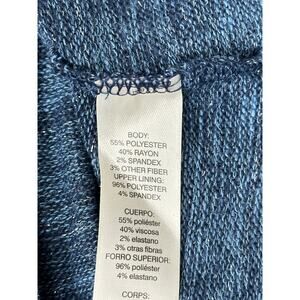 BODY:
55% POLYESTER
40% RAYON
2% SPANDEX
3% OTHER FIBER
UPPER LINING:
96% POLYESTER
4% SPANDEX
CUERPO:
55% poliéster
40% viscosa
2% elastano
3% otras fibras
FORRO SUPERIOR:
96% poliéster
4% elastano
CORPS: